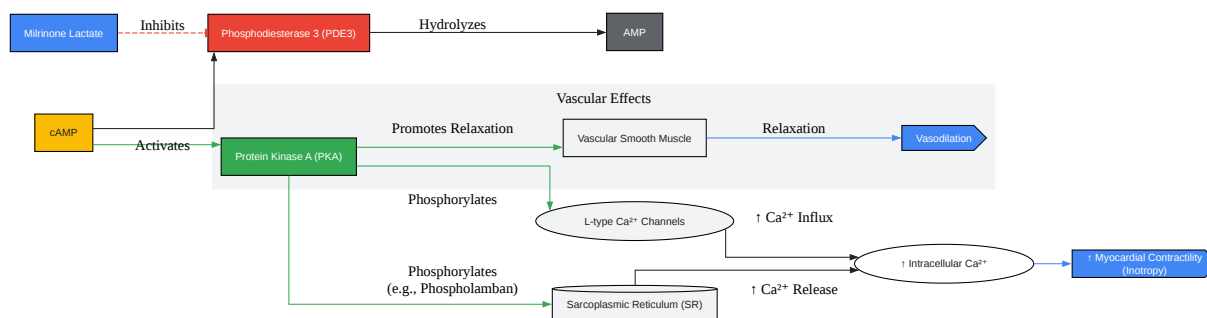 Milrinone Lactate
Inhibits
Phosphodiesterase 3 (PDE3)
Hydrolyzes
AMP
Vascular Effects
cAMP
Activates
Protein Kinase A (PKA)
Promotes Relaxation
Vascular Smooth Muscle
Relaxation
Vasodilation
Phosphorylates
L-type Ca²⁺ Channels
↑ Ca²⁺ Influx
↑ Intracellular Ca²⁺
↑ Myocardial Contractility
(Inotropy)
Phosphorylates
(e.g., Phospholamban)
Sarcoplasmic Reticulum (SR)
↑ Ca²⁺ Release